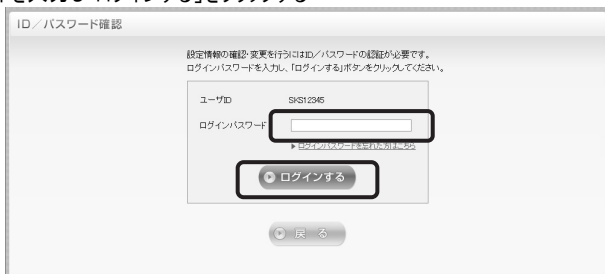 ID／パスワード確認
設定情報の確認・変更を行うにはID／パスワードの認証が必要です。
ログインパスワードを入力し、「ログインする」ボタンをクリックしてください。
ユーザID SKS12345
ログインパスワード
ログインパスワードを忘れた方はこちら
ログインする
戻る